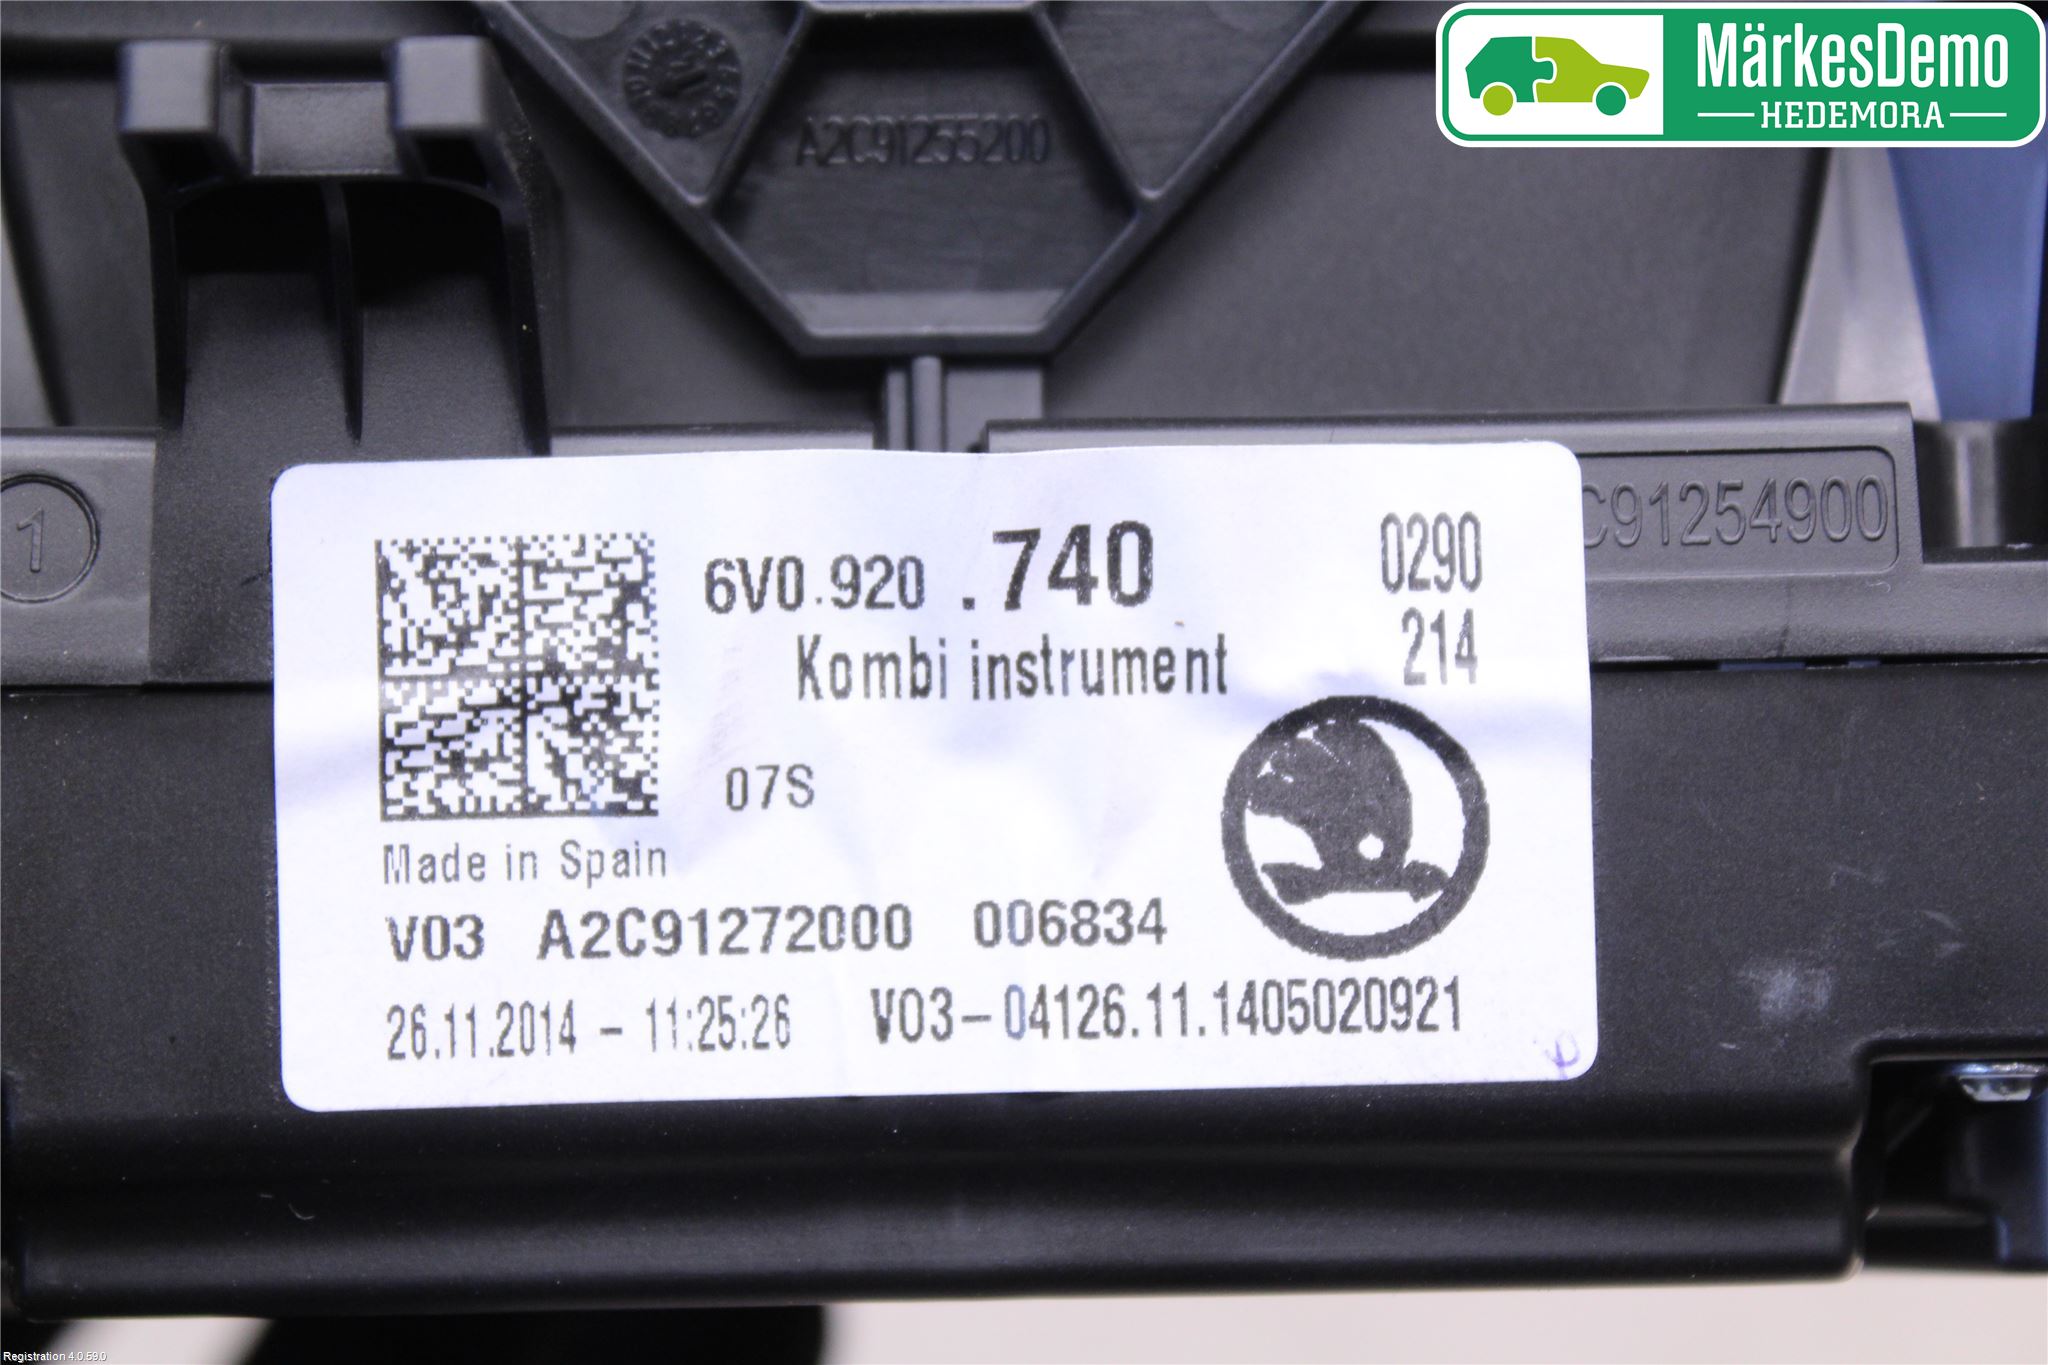 MärkesDemo
HEDEMORA
A2C91255200
C91254900
1
6V0.920 .740
0290
Kombi instrument
214
07S
Made in Spain
V03 A2C91272000 006834
26.11.2014 - 11:25:26 V03-04126.11.1405020921
Registration 4.0.59.0